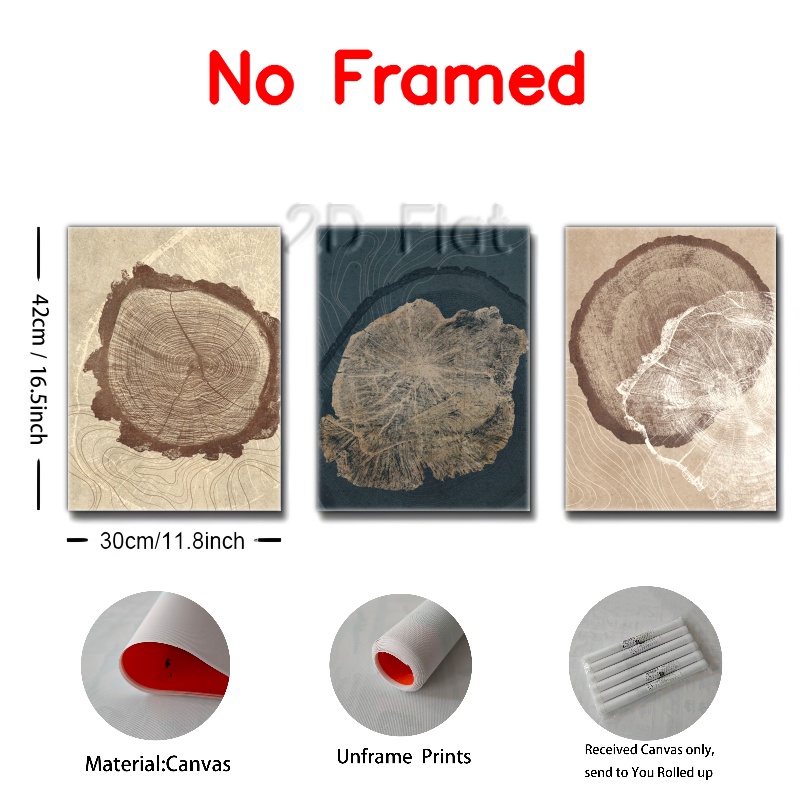 No Framed
2D Flat
42cm / 16.5inch
30cm/11.8inch
Material:Canvas
Unframe Prints
Received Canvas only,
send to You Rolled up